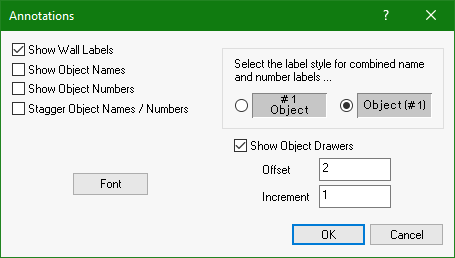 Annotations
?
Show Wall Labels
Show Object Names
Show Object Numbers
Stagger Object Names / Numbers
Font
Select the label style for combined name
and number labels ...
#1
Object
Object (#1)
Show Object Drawers
Offset 2
Increment 1
OK Cancel